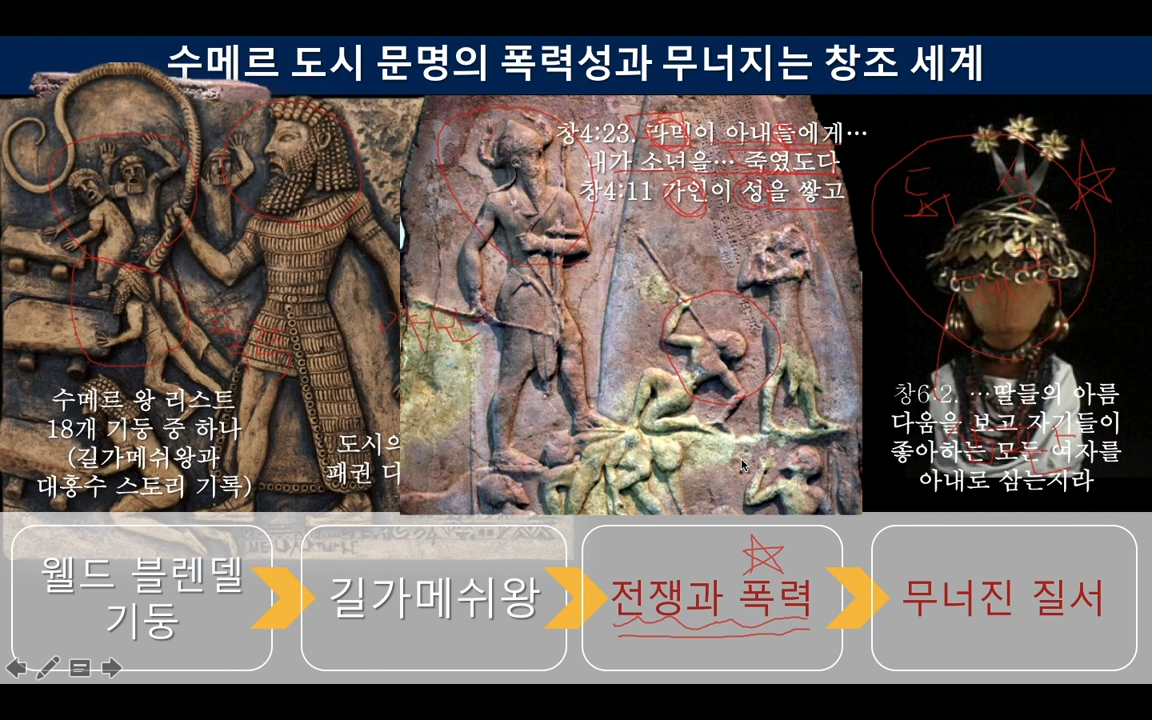 수메르 도시 문명의 폭력성과 무너지는 창조 세계
창4:23. 라멕이 아내들에게…
내가 소년을… 죽였도다
창4:11 가인이 성을 쌓고
수메르 왕 리스트
18개 기둥 중 하나
(길가메쉬왕과
대홍수 스토리 기록)
도시의
패권 다
창6:2. …딸들의 아름
다움을 보고 자기들이
좋아하는 모든 여자를
아내로 삼는지라
웰드 블렌델
기둥
길가메쉬왕
전쟁과 폭력
무너진 질서